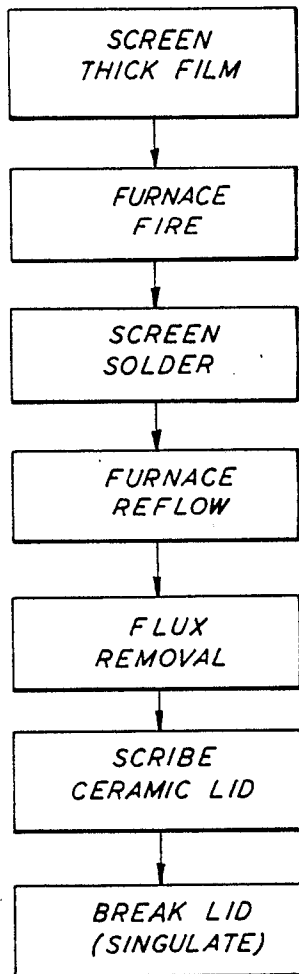 SCREEN
THICK FILM
FURNACE
FIRE
SCREEN
SOLDER
FURNACE
REFLOW
FLUX
REMOVAL
SCRIBE
CERAMIC LID
BREAK LID
(SINGULATE)